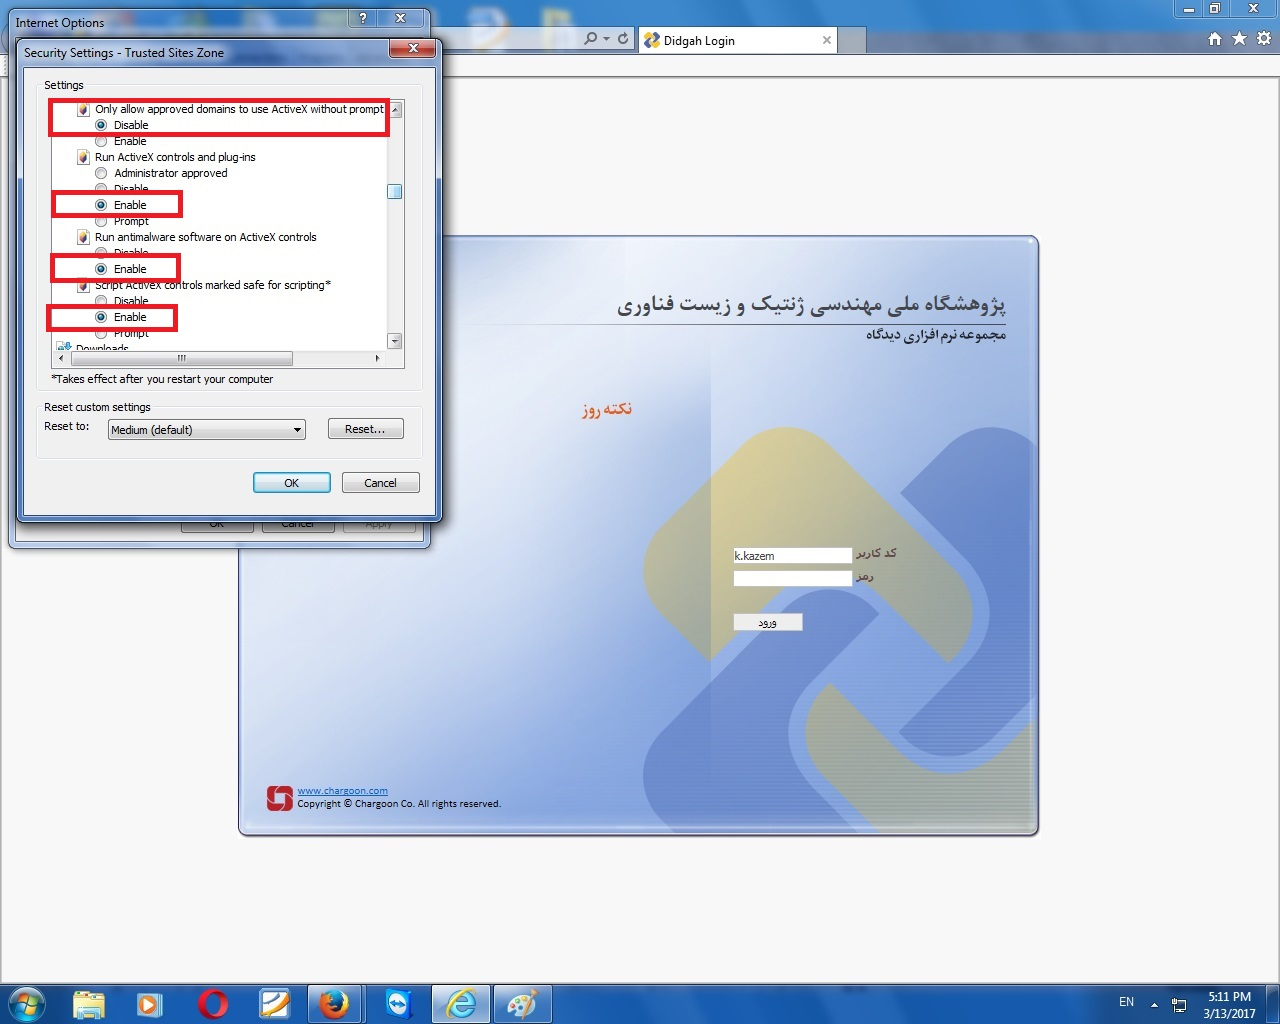 Internet Options
Security Settings - Trusted Sites Zone
Didgah Login
Settings
Only allow approved domains to use ActiveX without prompt
Disable
Enable
Run ActiveX controls and plug-ins
Administrator approved
Disable
Enable
Prompt
Run antimalware software on ActiveX controls
Disable
Enable
Script ActiveX controls marked safe for scripting*
Disable
Enable
Prompt
Downloads
*Takes effect after you restart your computer
Reset custom settings
Reset to:
Medium (default)
Reset...
OK
Cancel
OK
Cancel
Apply
پژوهشگاه ملی مهندسی ژنتیک و زیست فناوری
مجموعه نرم افزاری دیدگاه
نکته روز
k.kazem
کد کاربر
رمز
ورود
www.chargoon.com
Copyright © Chargoon Co. All rights reserved.
EN
5:11 PM
3/13/2017